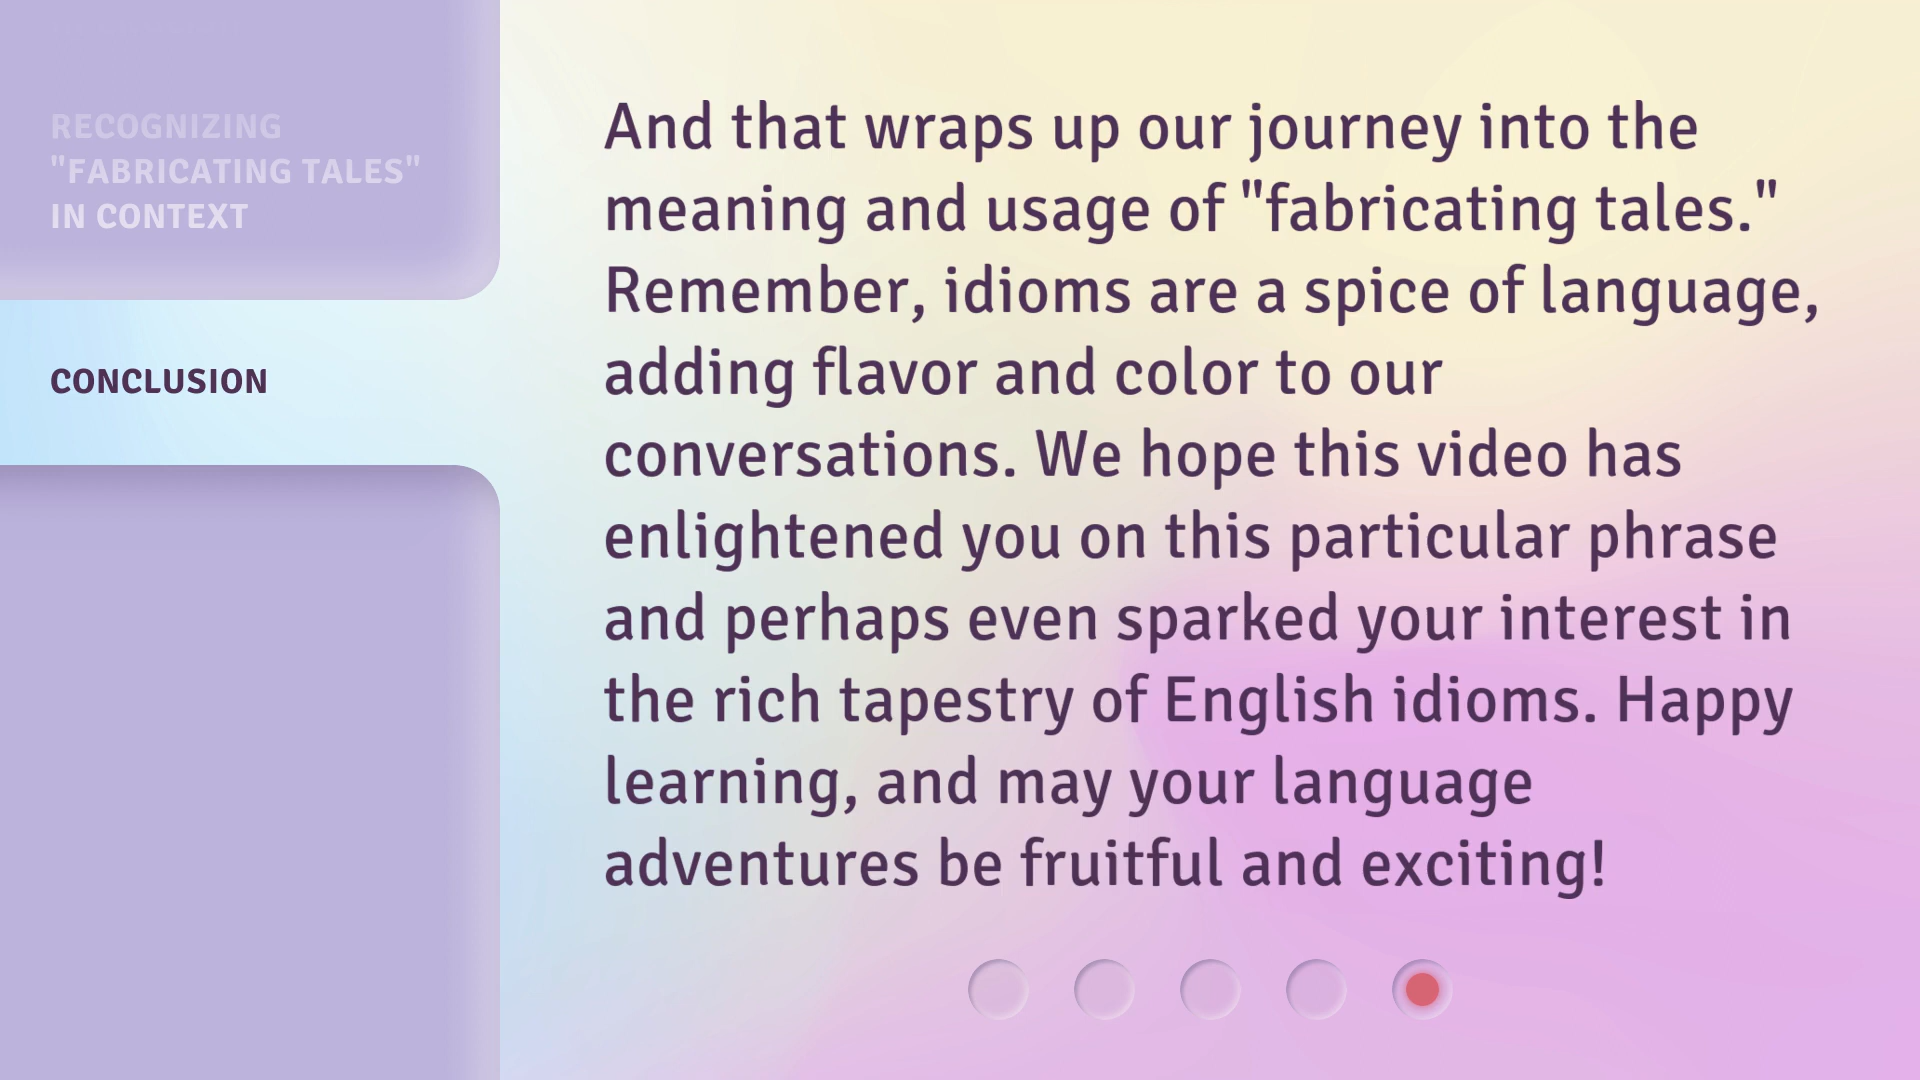 RECOGNIZING
"FABRICATING TALES"
IN CONTEXT
CONCLUSION
And that wraps up our journey into the
meaning and usage of "fabricating tales."
Remember, idioms are a spice of language,
adding flavor and color to our
conversations. We hope this video has
enlightened you on this particular phrase
and perhaps even sparked your interest in
the rich tapestry of English idioms. Happy
learning, and may your language
adventures be fruitful and exciting!